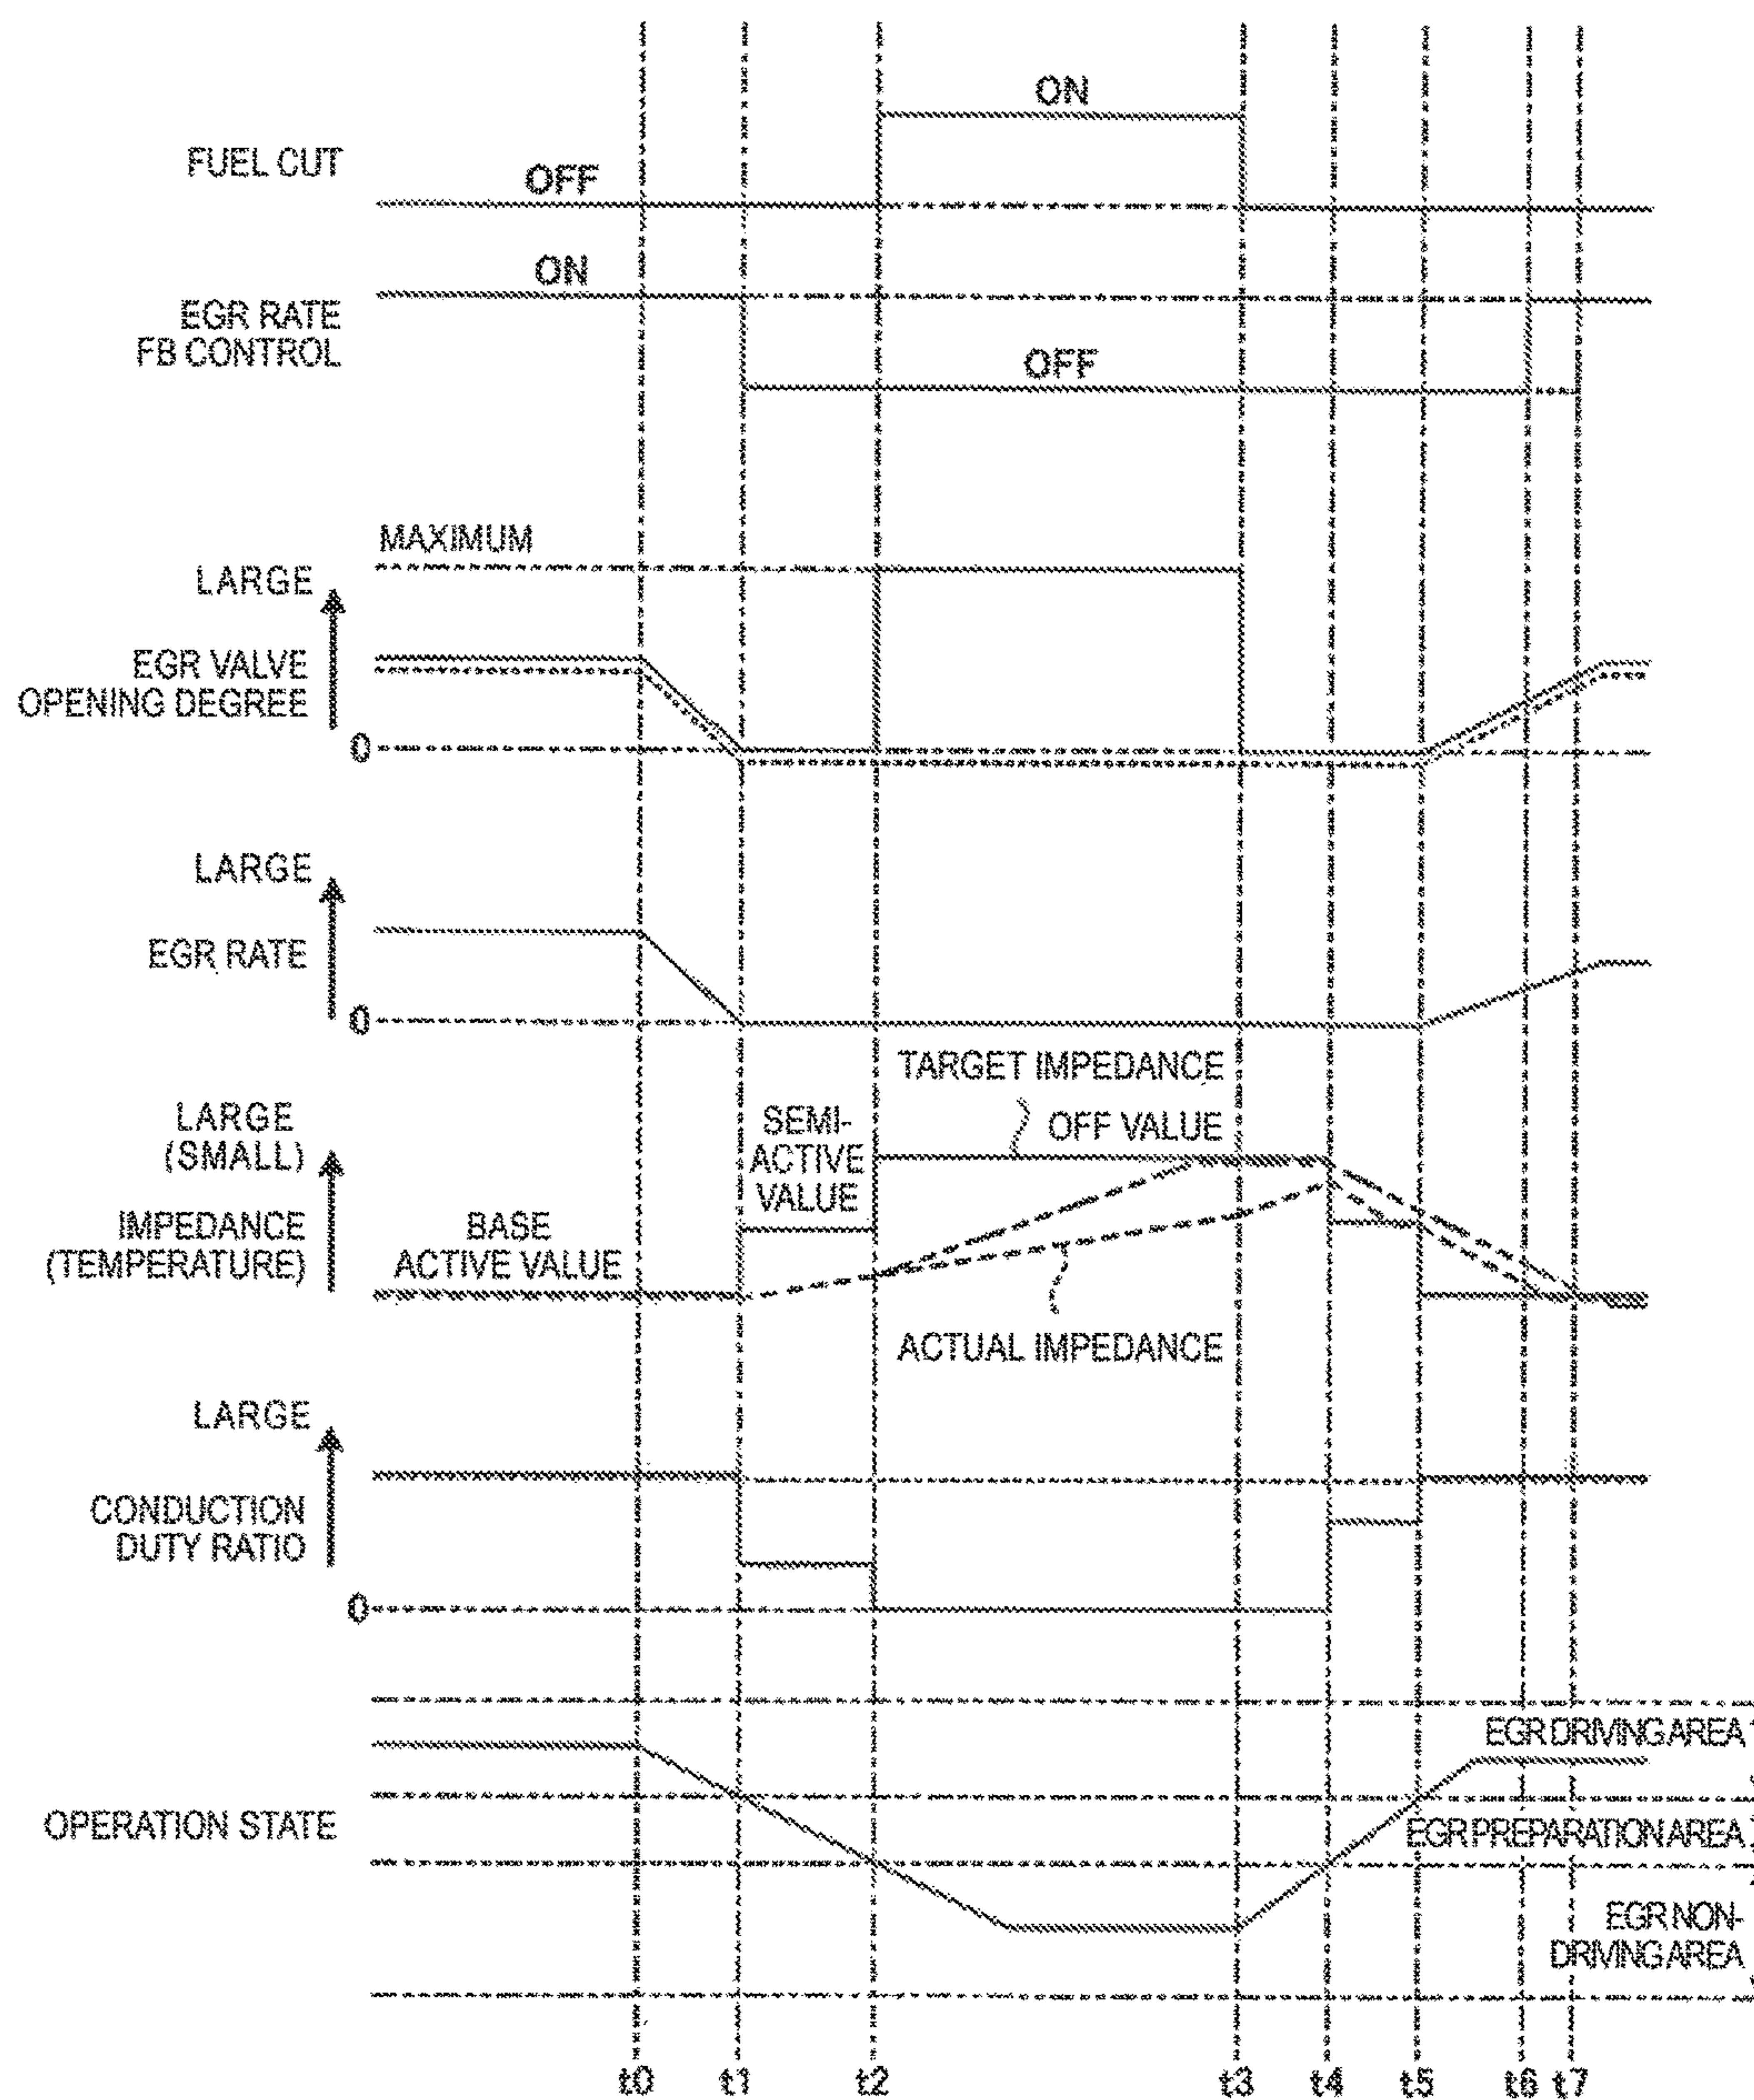 ON
FUEL CUT
OFF
ON
EGR RATE
FB CONTROL
OFF
MAXIMUM
LARGE
EGR VALVE
OPENING DEGREE
0
LARGE
EGR RATE
0
TARGET IMPEDANCE
LARGE
(SMALL)
SEMI-
ACTIVE
VALUE
OFF VALUE
IMPEDANCE
(TEMPERATURE)
BASE
ACTIVE VALUE
ACTUAL IMPEDANCE
LARGE
CONDUCTION
DUTY RATIO
0
EGR DRIVING AREA
OPERATION STATE
EGR PREPARATION AREA
EGR NON-
DRIVING AREA
t0 t1 t2 t3 t4 t5 t6 t7